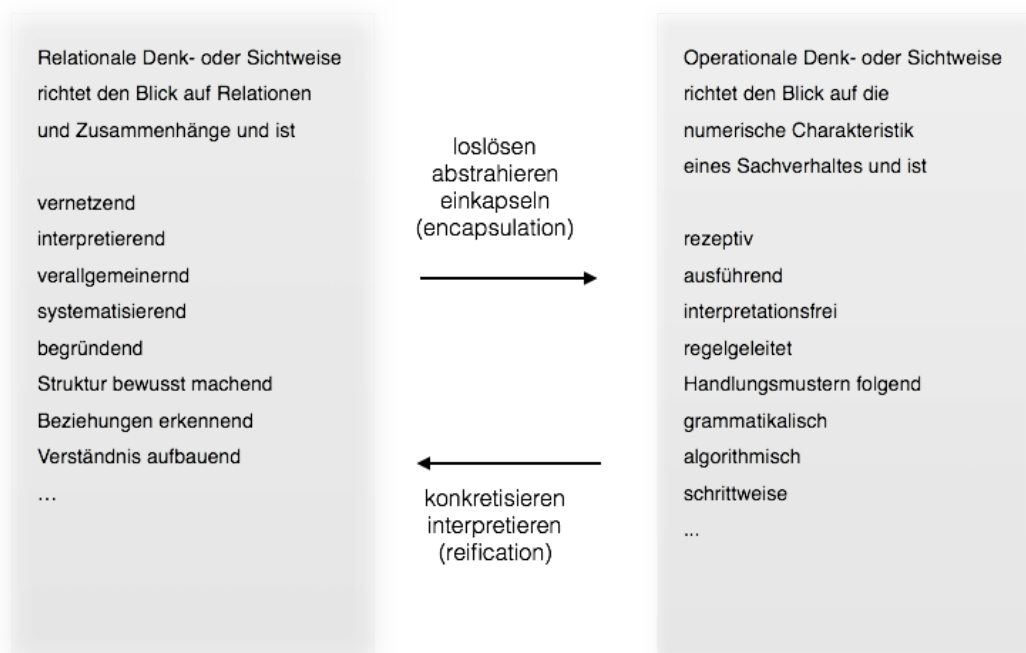 Relationale Denk- oder Sichtweise
richtet den Blick auf Relationen
und Zusammenhänge und ist
vernetzend
interpretierend
verallgemeinernd
systematisierend
begründend
Struktur bewusst machend
Beziehungen erkennend
Verständnis aufbauend
…
loslösen
abstrahieren
einkapseln
(encapsulation)
konkretisieren
interpretieren
(reification)
Operationale Denk- oder Sichtweise
richtet den Blick auf die
numerische Charakteristik
eines Sachverhaltes und ist
rezeptiv
ausführend
interpretationsfrei
regelgeleitet
Handlungsmustern folgend
grammatikalisch
algorithmisch
schrittweise
...